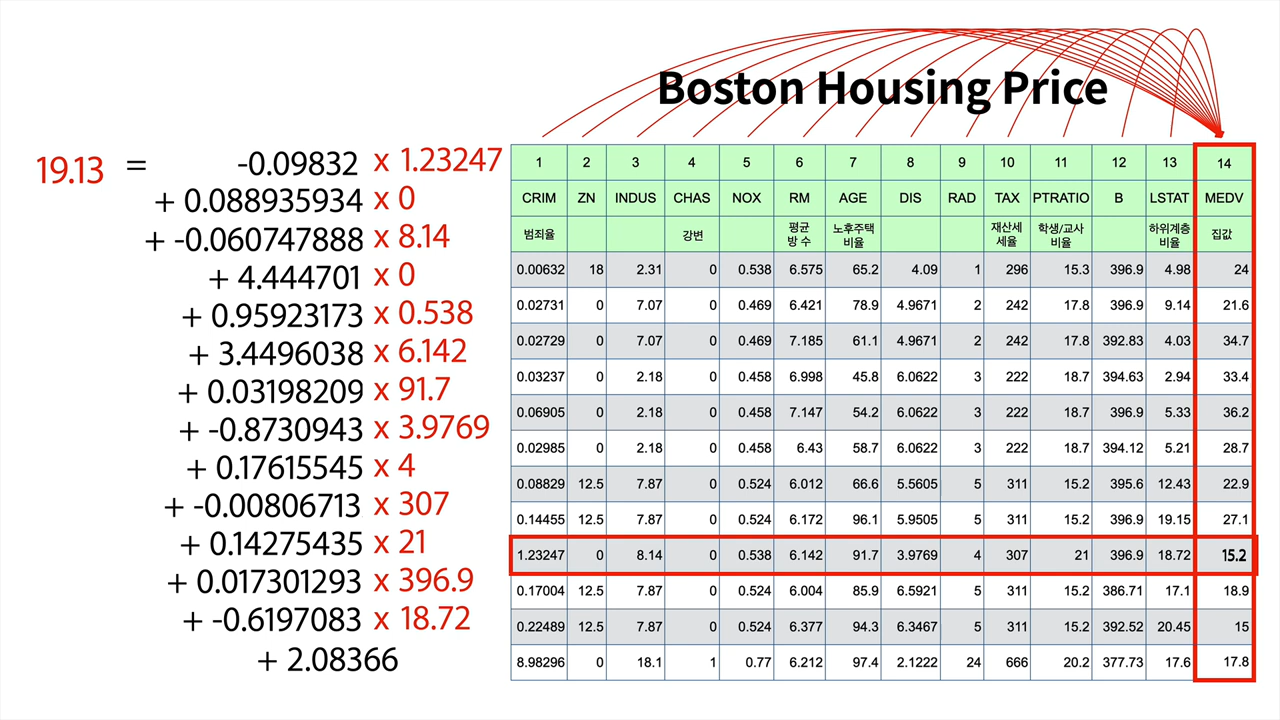 Boston Housing Price
19.13 = -0.09832 x 1.23247
+ 0.088935934 x 0
+ -0.060747888 x 8.14
+ 4.444701 x 0
+ 0.95923173 x 0.538
+ 3.4496038 x 6.142
+ 0.03198209 x 91.7
+ -0.8730943 x 3.9769
+ 0.17615545 x 4
+ -0.00806713 x 307
+ 0.14275435 x 21
+ 0.017301293 x 396.9
+ -0.6197083 x 18.72
+ 2.08366
1 2 3 4 5 6 7 8 9 10 11 12 13 14
CRIM ZN INDUS CHAS NOX RM AGE DIS RAD TAX PTRATIO B LSTAT MEDV
범죄율 강변 평균 방 수 노후주택 비율 재산세 세율 학생/교사 비율 하위계층 비율 집값
0.00632 18 2.31 0 0.538 6.575 65.2 4.09 1 296 15.3 396.9 4.98 24
0.02731 0 7.07 0 0.469 6.421 78.9 4.9671 2 242 17.8 396.9 9.14 21.6
0.02729 0 7.07 0 0.469 7.185 61.1 4.9671 2 242 17.8 392.83 4.03 34.7
0.03237 0 2.18 0 0.458 6.998 45.8 6.0622 3 222 18.7 394.63 2.94 33.4
0.06905 0 2.18 0 0.458 7.147 54.2 6.0622 3 222 18.7 396.9 5.33 36.2
0.02985 0 2.18 0 0.458 6.43 58.7 6.0622 3 222 18.7 394.12 5.21 28.7
0.08829 12.5 7.87 0 0.524 6.012 66.6 5.5605 5 311 15.2 395.6 12.43 22.9
0.14455 12.5 7.87 0 0.524 6.172 96.1 5.9505 5 311 15.2 396.9 19.15 27.1
1.23247 0 8.14 0 0.538 6.142 91.7 3.9769 4 307 21 396.9 18.72 15.2
0.17004 12.5 7.87 0 0.524 6.004 85.9 6.5921 5 311 15.2 386.71 17.1 18.9
0.22489 12.5 7.87 0 0.524 6.377 94.3 6.3467 5 311 15.2 392.52 20.45 15
8.98296 0 18.1 1 0.77 6.212 97.4 2.1222 24 666 20.2 377.73 17.6 17.8